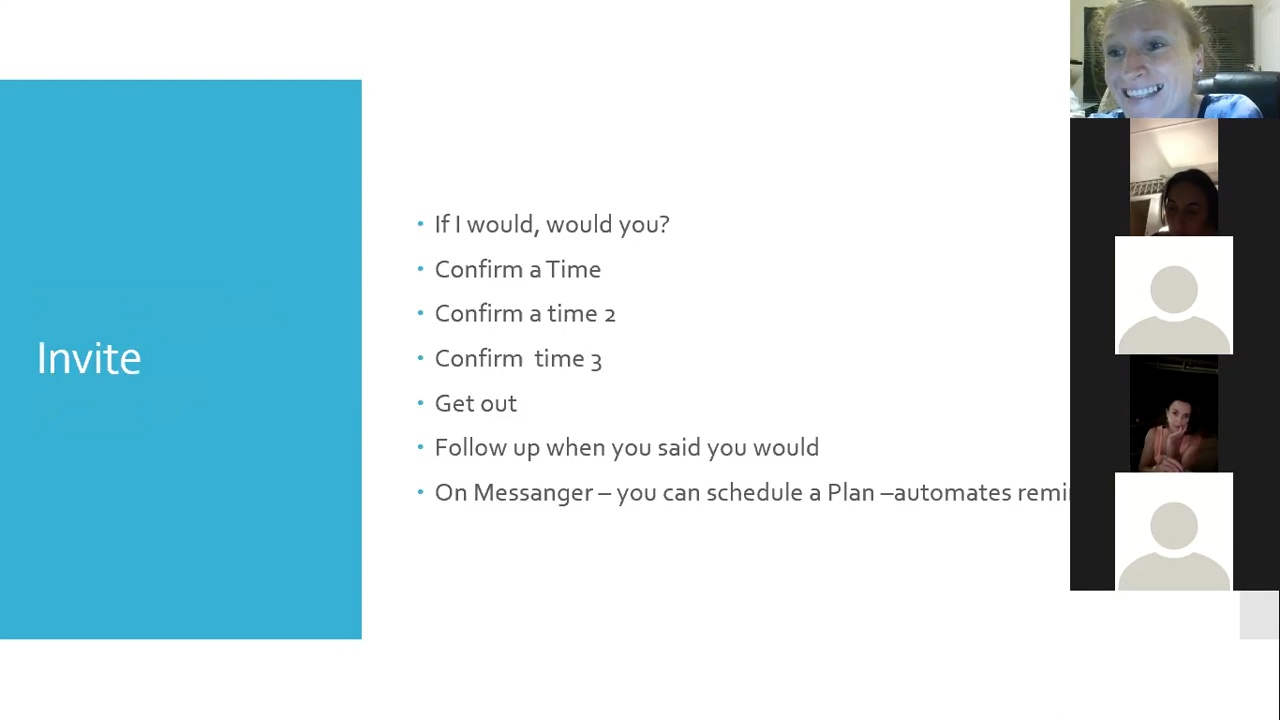 Invite
If I would, would you?
Confirm a Time
Confirm a time 2
Confirm  time 3
Get out
Follow up when you said you would
On Messanger – you can schedule a Plan –automates